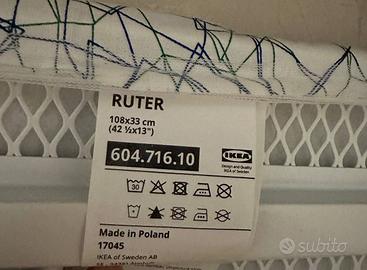 RUTER
108x33 cm
(42 ½x13")
604.716.10
IKEA
Design and Quality
IKEA of Sweden
30
Made in Poland
17045
IKEA of Sweden AB
subito